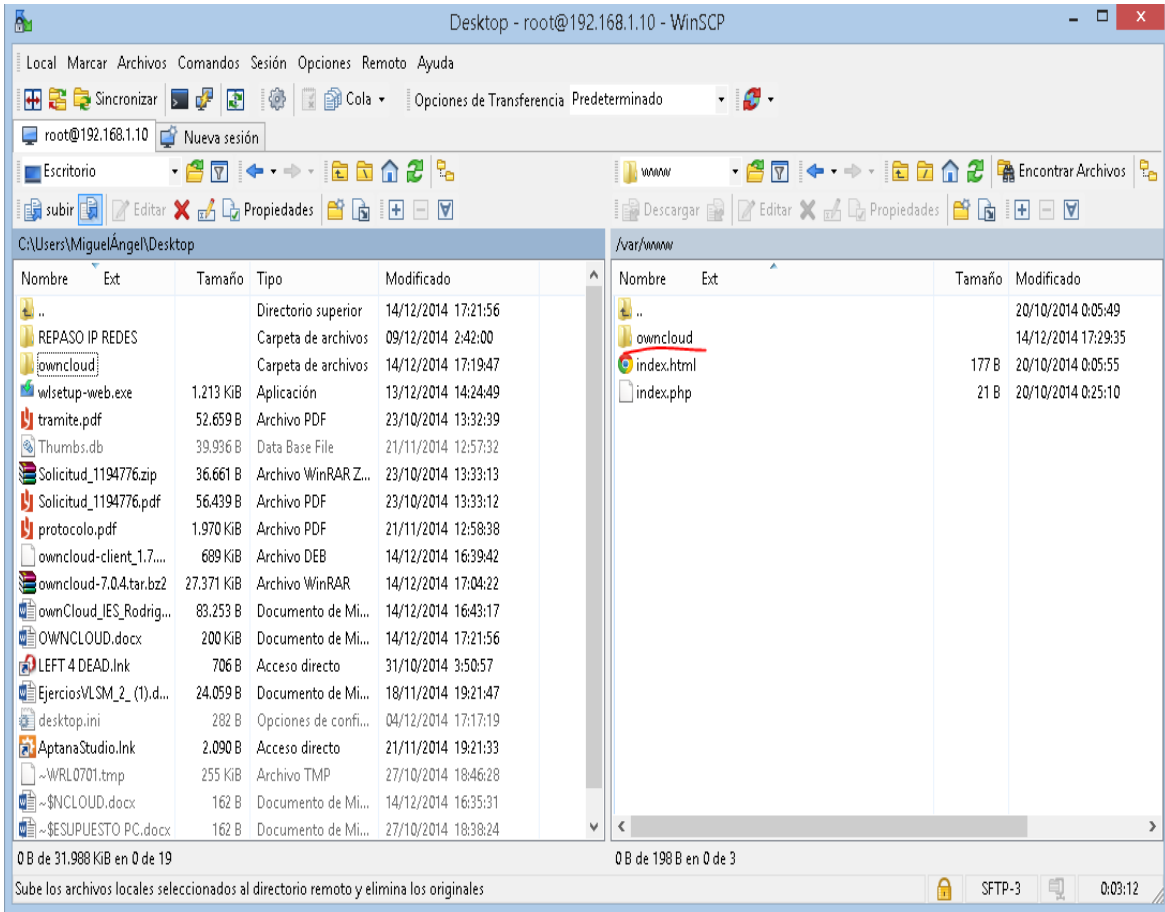 Desktop - root@192.168.1.10 - WinSCP
Local Marcar Archivos Comandos Sesión Opciones Remoto Ayuda
Sincronizar Cola Opciones de Transferencia Predeterminado
root@192.168.1.10 Nueva sesión
Escritorio www Encontrar Archivos
subir Editar Propiedades Descargar Editar Propiedades
C:\Users\MiguelÁngel\Desktop /var/www
Nombre Ext Tamaño Tipo Modificado Nombre Ext Tamaño Modificado
.. Directorio superior 14/12/2014 17:21:56 .. 20/10/2014 0:05:49
REPASO IP REDES Carpeta de archivos 09/12/2014 2:42:00 owncloud 14/12/2014 17:29:35
owncloud Carpeta de archivos 14/12/2014 17:19:47 index.html 177 B 20/10/2014 0:05:55
wlsetup-web.exe 1.213 KiB Aplicación 13/12/2014 14:24:49 index.php 21 B 20/10/2014 0:25:10
tramite.pdf 52.659 B Archivo PDF 23/10/2014 13:32:39
Thumbs.db 39.936 B Data Base File 21/11/2014 12:57:32
Solicitud_1194776.zip 36.661 B Archivo WinRAR Z... 23/10/2014 13:33:13
Solicitud_1194776.pdf 56.439 B Archivo PDF 23/10/2014 13:33:12
protocolo.pdf 1.970 KiB Archivo PDF 21/11/2014 12:58:38
owncloud-client_1.7.... 689 KiB Archivo DEB 14/12/2014 16:39:42
owncloud-7.0.4.tar.bz2 27.371 KiB Archivo WinRAR 14/12/2014 17:04:22
ownCloud_IES_Rodrig... 83.253 B Documento de Mi... 14/12/2014 16:43:17
OWNCLOUD.docx 200 KiB Documento de Mi... 14/12/2014 17:21:56
LEFT 4 DEAD.lnk 706 B Acceso directo 31/10/2014 3:50:57
EjerciosVLSM_2_ (1).d... 24.059 B Documento de Mi... 18/11/2014 19:21:47
desktop.ini 282 B Opciones de confi... 04/12/2014 17:17:19
AptanaStudio.lnk 2.090 B Acceso directo 21/11/2014 19:21:33
~WRL0701.tmp 255 KiB Archivo TMP 27/10/2014 18:46:28
~$NCLOUD.docx 162 B Documento de Mi... 14/12/2014 16:35:31
~$ESUPUESTO PC.docx 162 B Documento de Mi... 27/10/2014 18:38:24
0 B de 31.988 KiB en 0 de 19 0 B de 198 B en 0 de 3
Sube los archivos locales seleccionados al directorio remoto y elimina los originales SFTP-3 0:03:12